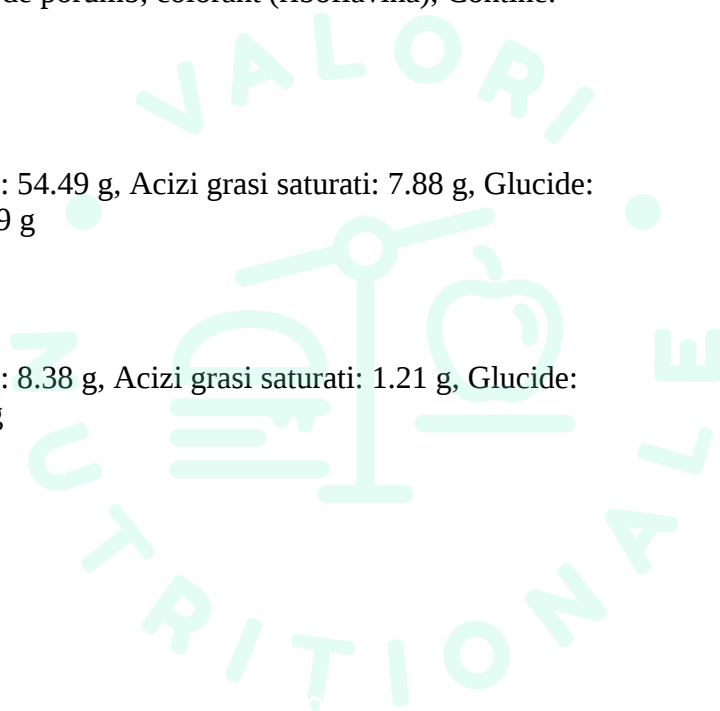 de porumb, colorant (riboflavina), Contine:
: 54.49 g, Acizi grasi saturati: 7.88 g, Glucide:
9 g
: 8.38 g, Acizi grasi saturati: 1.21 g, Glucide:
g
VALORI
NUTRITIONALE